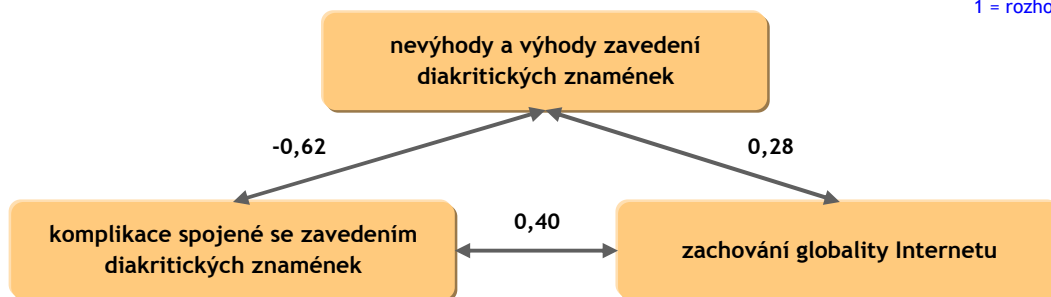 1 =
nevýhody a výhody zavedení
diakritických znamének
-0,62
0,28
komplikace spojené se zavedením
diakritických znamének
0,40
zachování globality Internetu